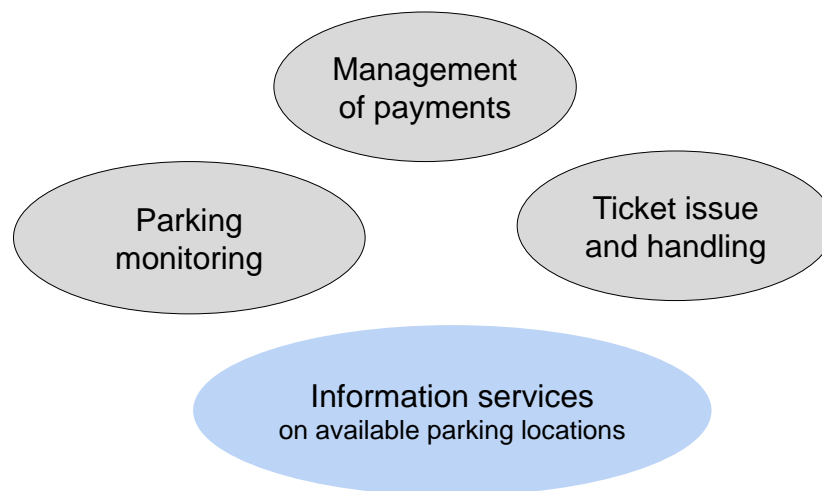 Management
of payments
Parking
monitoring
Ticket issue
and handling
Information services
on available parking locations